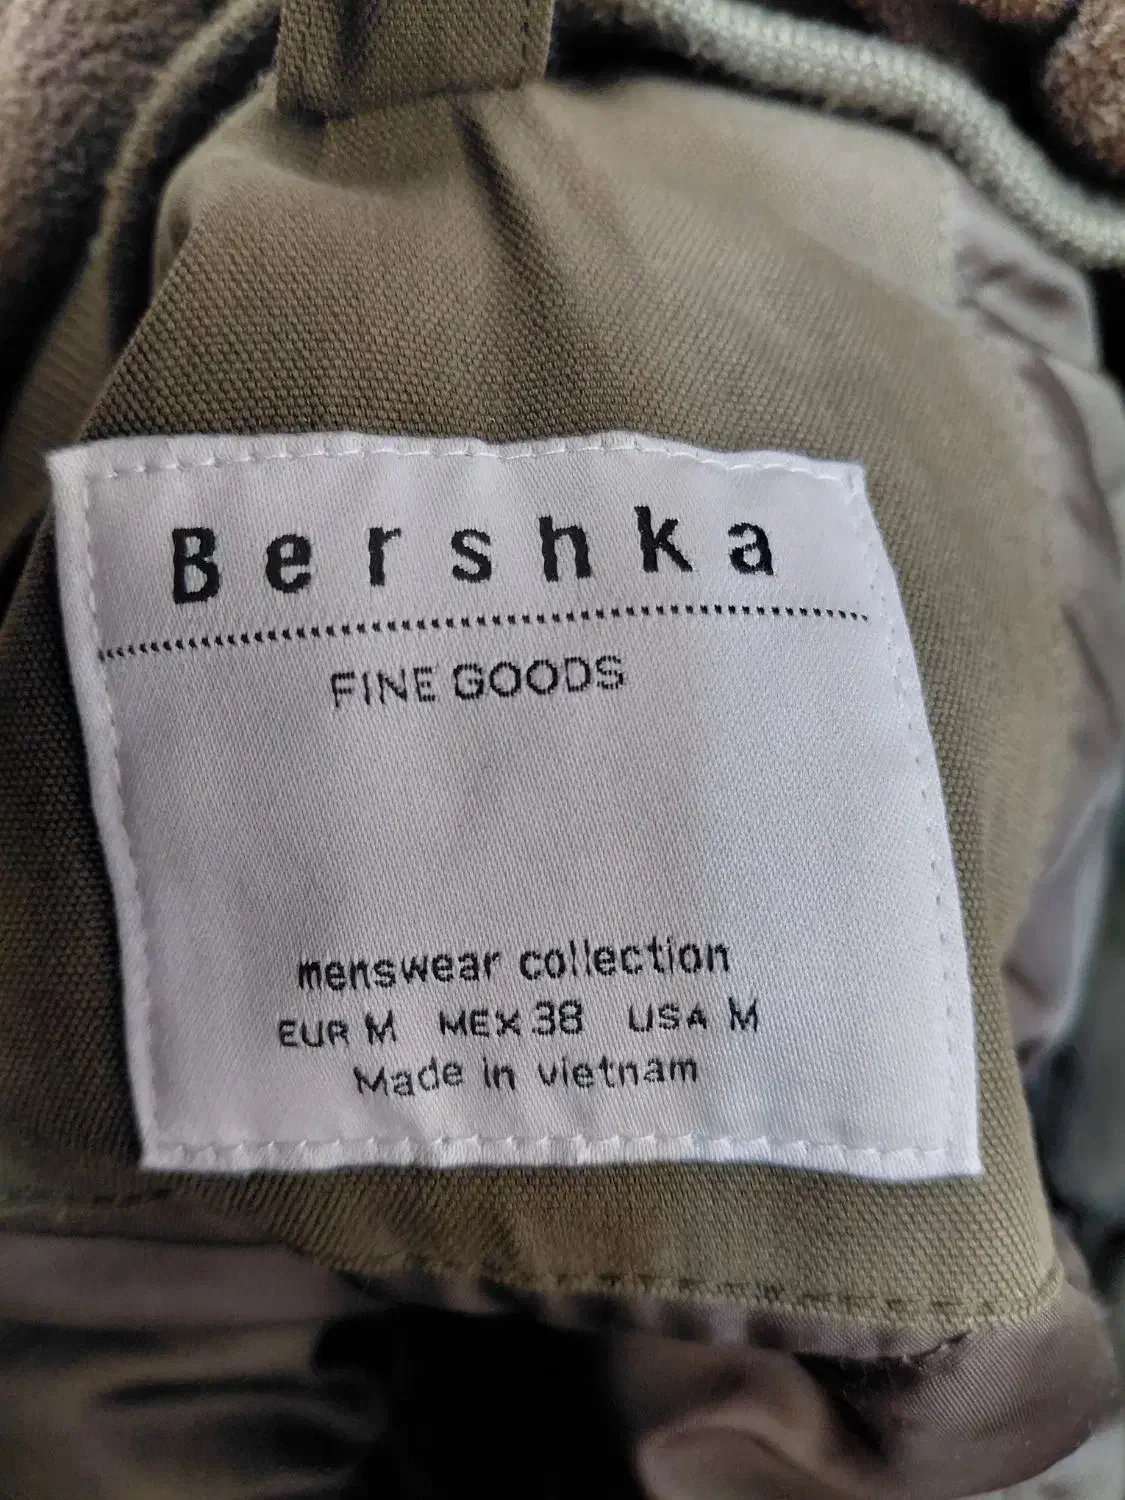 Bershka
FINE GOODS
menswear collection
EUR M MEX 38 USA M
Made in vietnam